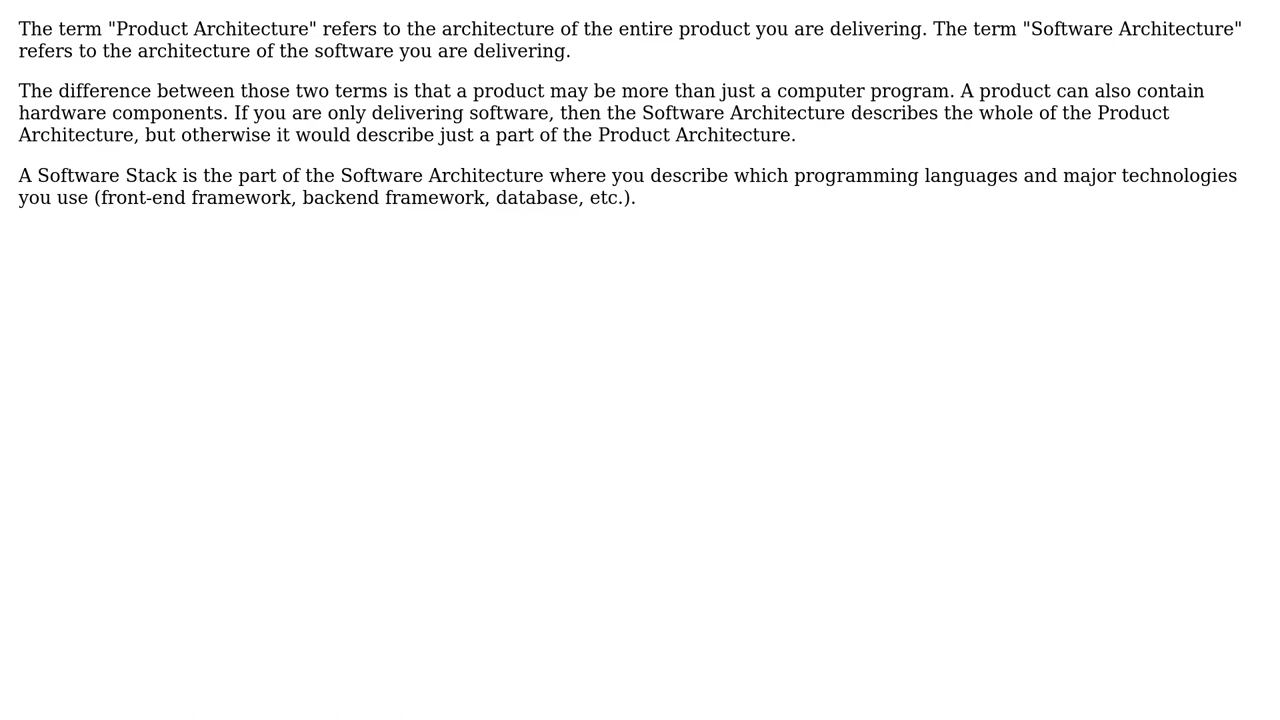 The term "Product Architecture" refers to the architecture of the entire product you are delivering. The term "Software Architecture"
refers to the architecture of the software you are delivering.
The difference between those two terms is that a product may be more than just a computer program. A product can also contain
hardware components. If you are only delivering software, then the Software Architecture describes the whole of the Product
Architecture, but otherwise it would describe just a part of the Product Architecture.
A Software Stack is the part of the Software Architecture where you describe which programming languages and major technologies
you use (front-end framework, backend framework, database, etc.).